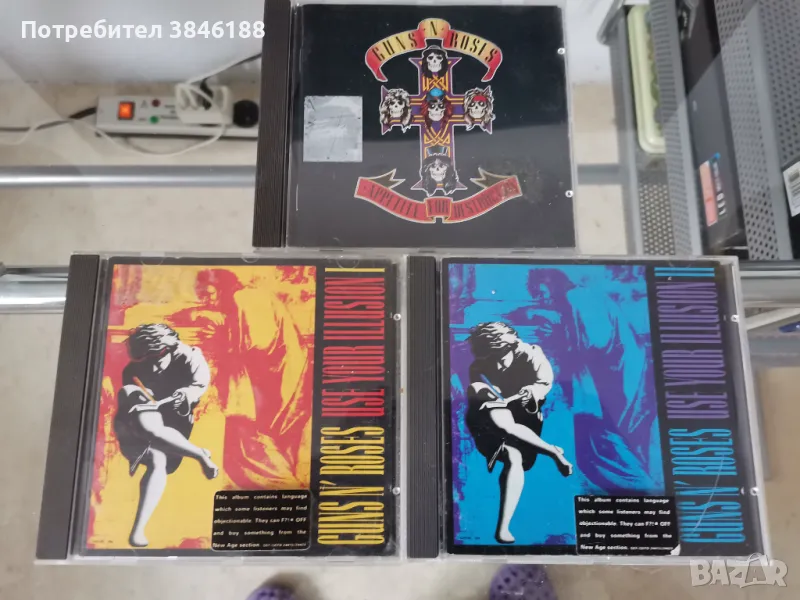 Потребител 3846188
GUNS N' ROSES
APPETITE FOR DESTRUCTION
GUNS N' ROSES USE YOUR ILLUSION I
This album contains language
which some listeners may find
objectionable. They can F?!* OFF
and buy something from the
New Age section.
GUNS N' ROSES USE YOUR ILLUSION II
This album contains language
which some listeners may find
objectionable. They can F?!* OFF
and buy something from the
New Age section.
BAZAR